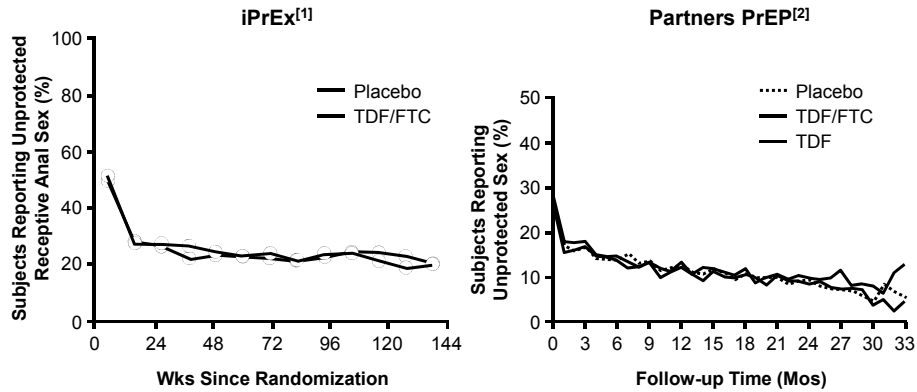 iPrEx[1]
Subjects Reporting Unprotected
Receptive Anal Sex (%)
100
80
60
40
20
0
Placebo
TDF/FTC
0 24 48 72 96 120 144
Wks Since Randomization
Partners PrEP[2]
Subjects Reporting
Unprotected Sex (%)
50
40
30
20
10
0
Placebo
TDF/FTC
TDF
0 3 6 9 12 15 18 21 24 27 30 33
Follow-up Time (Mos)